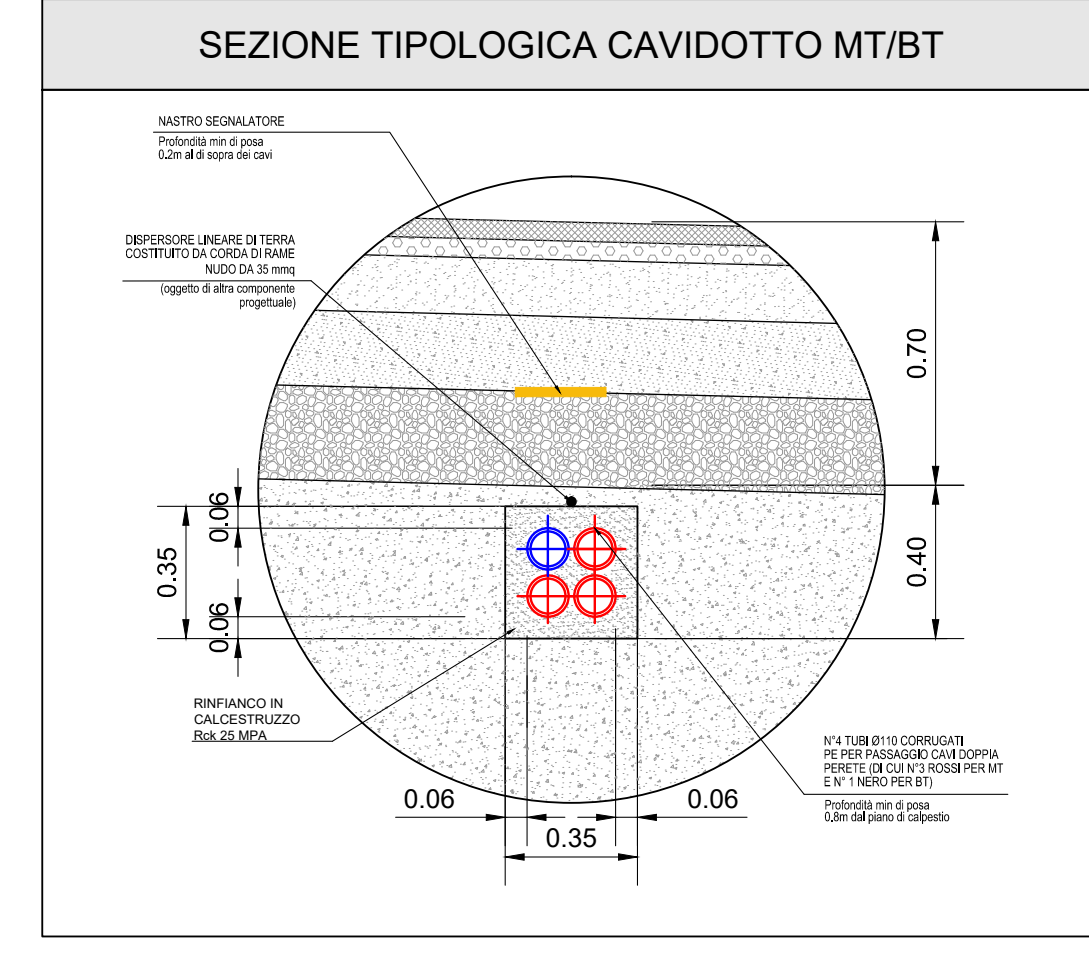 SEZIONE TIPOLOGICA CAVIDOTTO MT/BT
NASTRO SEGNALATORE
Profondità min di posa
0.2m al di sopra dei cavi
DISPERSORE LINEARE DI TERRA
COSTITUITO DA CORDA DI RAME
NUDO DA 35 mmq
(oggetto di altra componente
progettuale)
0.70
0.40
0.06
0.35
0.06
RINFIANCO IN
CALCESTRUZZO
Rck 25 MPA
N°4 TUBI Ø110 CORRUGATI
PE PER PASSAGGIO CAVI DOPPIA
PERETE (DI CUI N°3 ROSSI PER MT
E N° 1 NERO PER BT)
Profondità min di posa
0.8m dal piano di calpestio
0.06
0.06
0.35